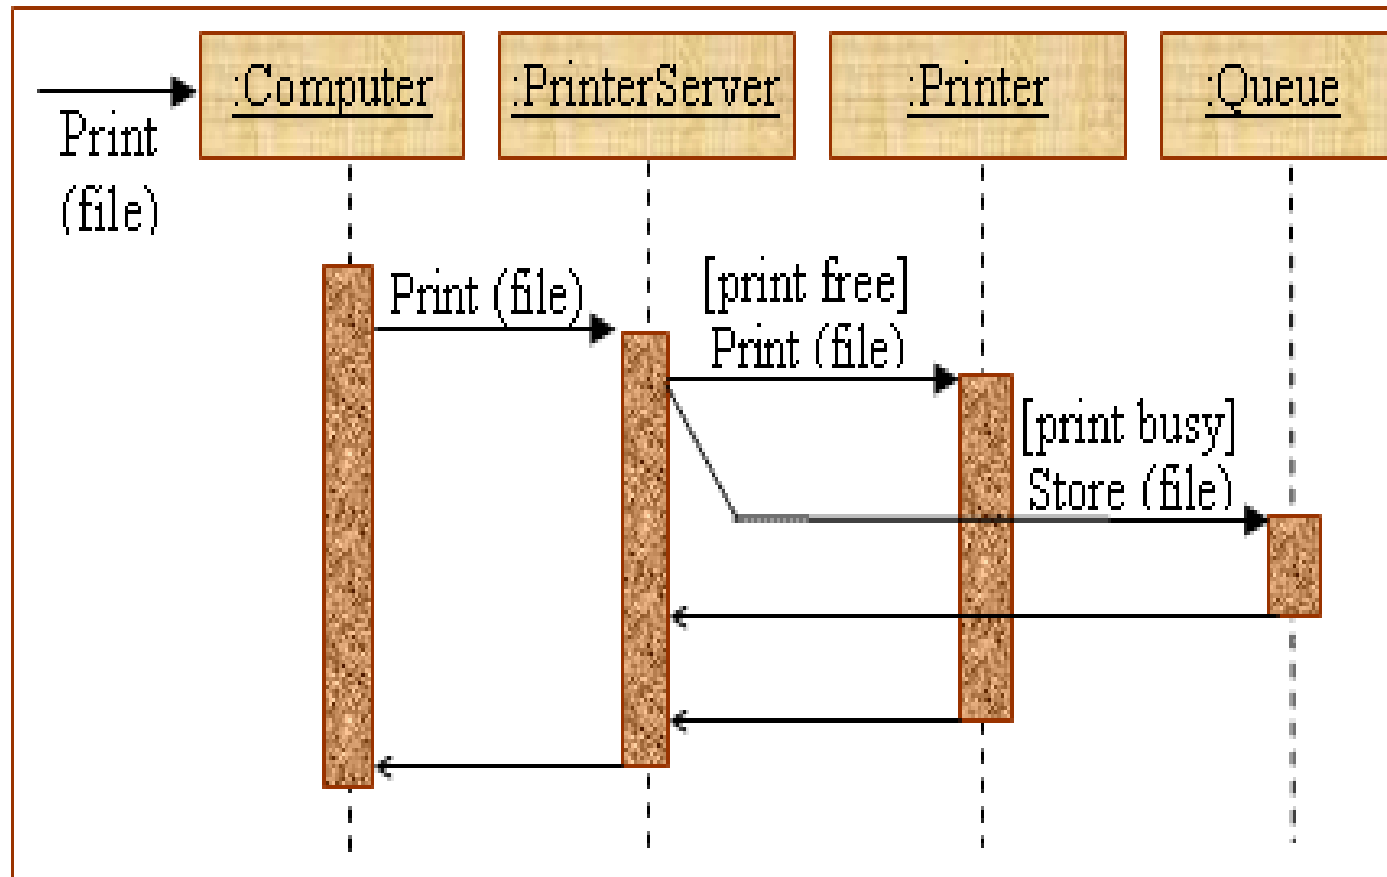 :Computer
:PrinterServer
:Printer
:Queue
Print
(file)
Print (file)
[print free]
Print (file)
[print busy]
Store (file)